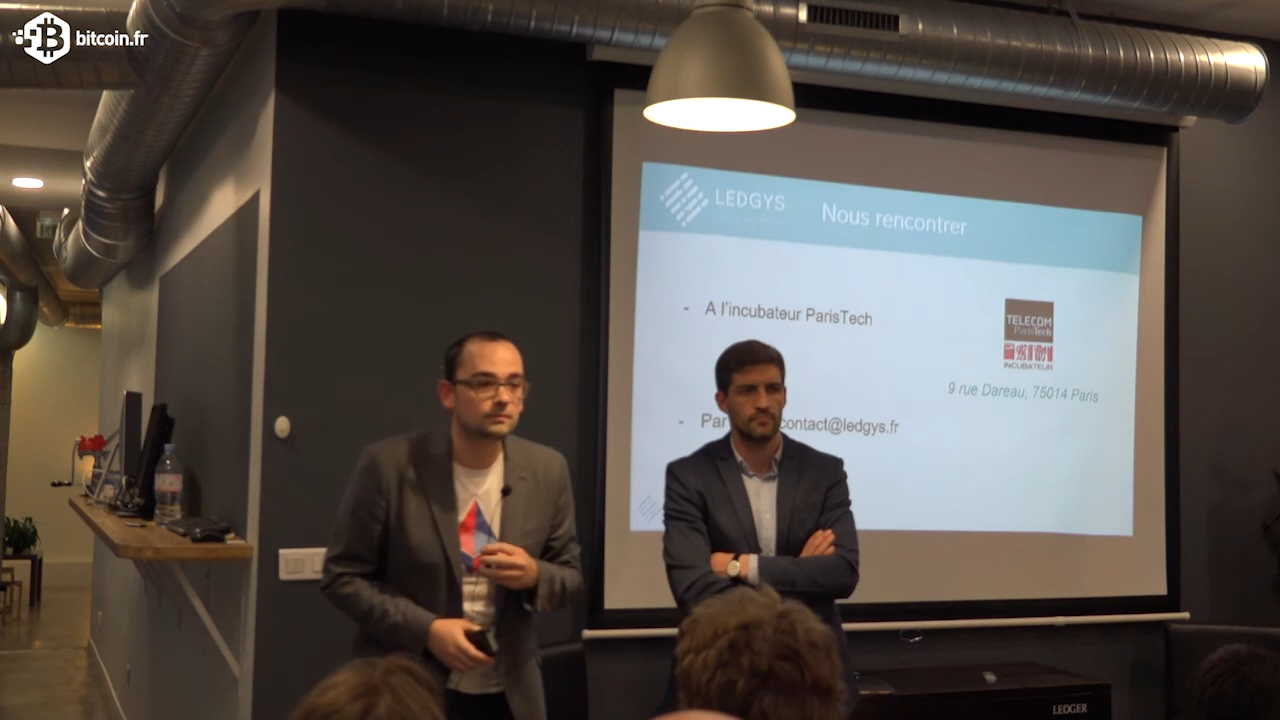 bitcoin.fr
LEDGYS
Nous rencontrer
- A l'incubateur ParisTech
TELECOM
ParisTech
INCUBATEUR
9 rue Dareau, 75014 Paris
- Par contact@ledgys.fr
LEDGER